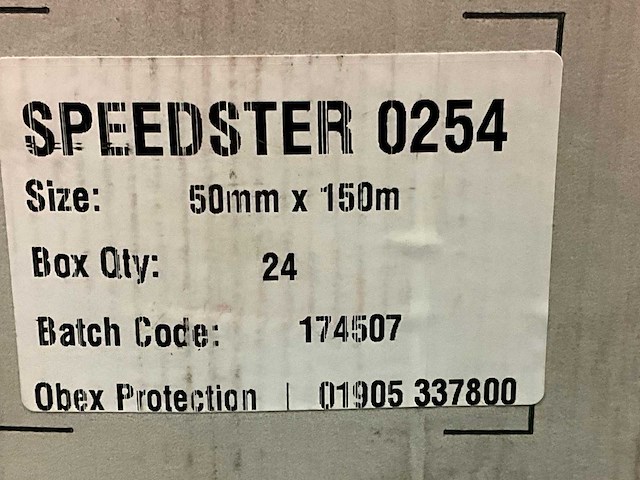 SPEEDSTER 0254
Size: 50mm x 150m
Box Qty: 24
Batch Code: 174507
Obex Protection | 01905 337800